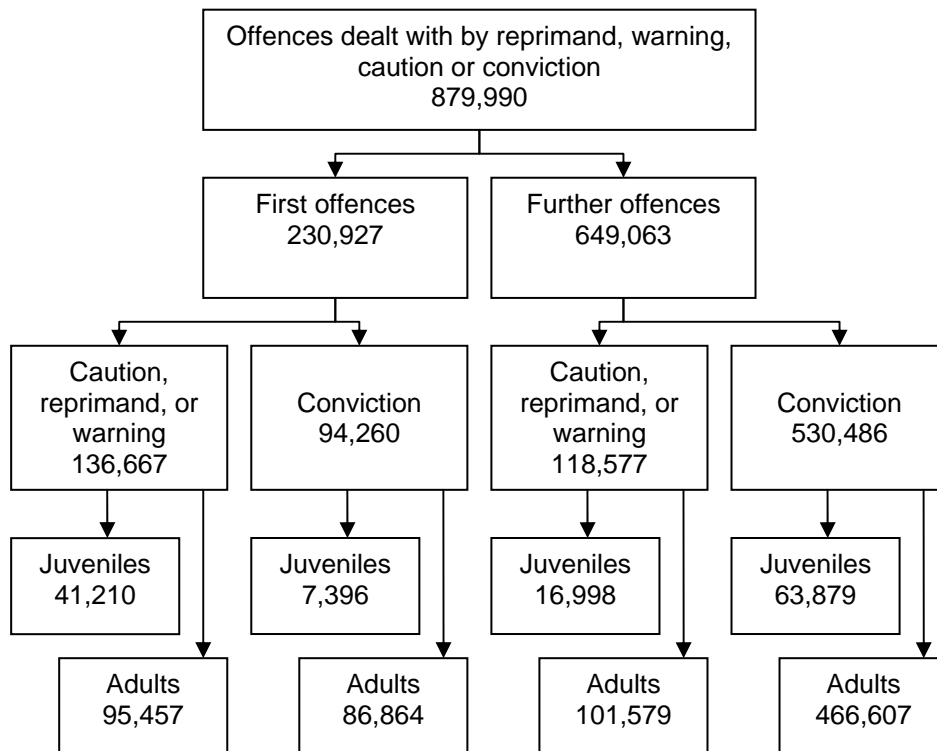 Offences dealt with by reprimand, warning,
caution or conviction
879,990
First offences
230,927
Further offences
649,063
Caution,
reprimand, or
warning
136,667
Conviction
94,260
Caution,
reprimand, or
warning
118,577
Conviction
530,486
Juveniles
41,210
Juveniles
7,396
Juveniles
16,998
Juveniles
63,879
Adults
95,457
Adults
86,864
Adults
101,579
Adults
466,607